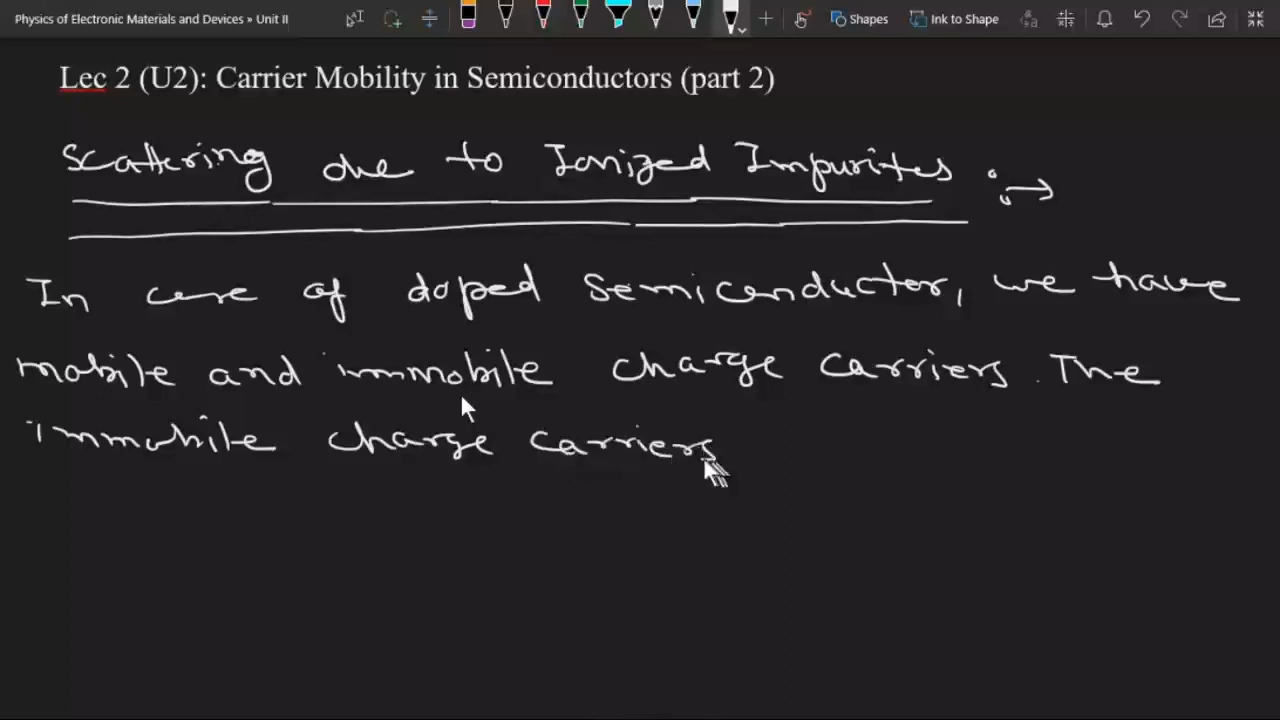 Physics of Electronic Materials and Devices » Unit II
Shapes
Ink to Shape
Lec 2 (U2): Carrier Mobility in Semiconductors (part 2)
Scattering due to Ionized Impurites :→
In case of doped semiconductor, we have
mobile and immobile charge carriers. The
immobile charge carriers